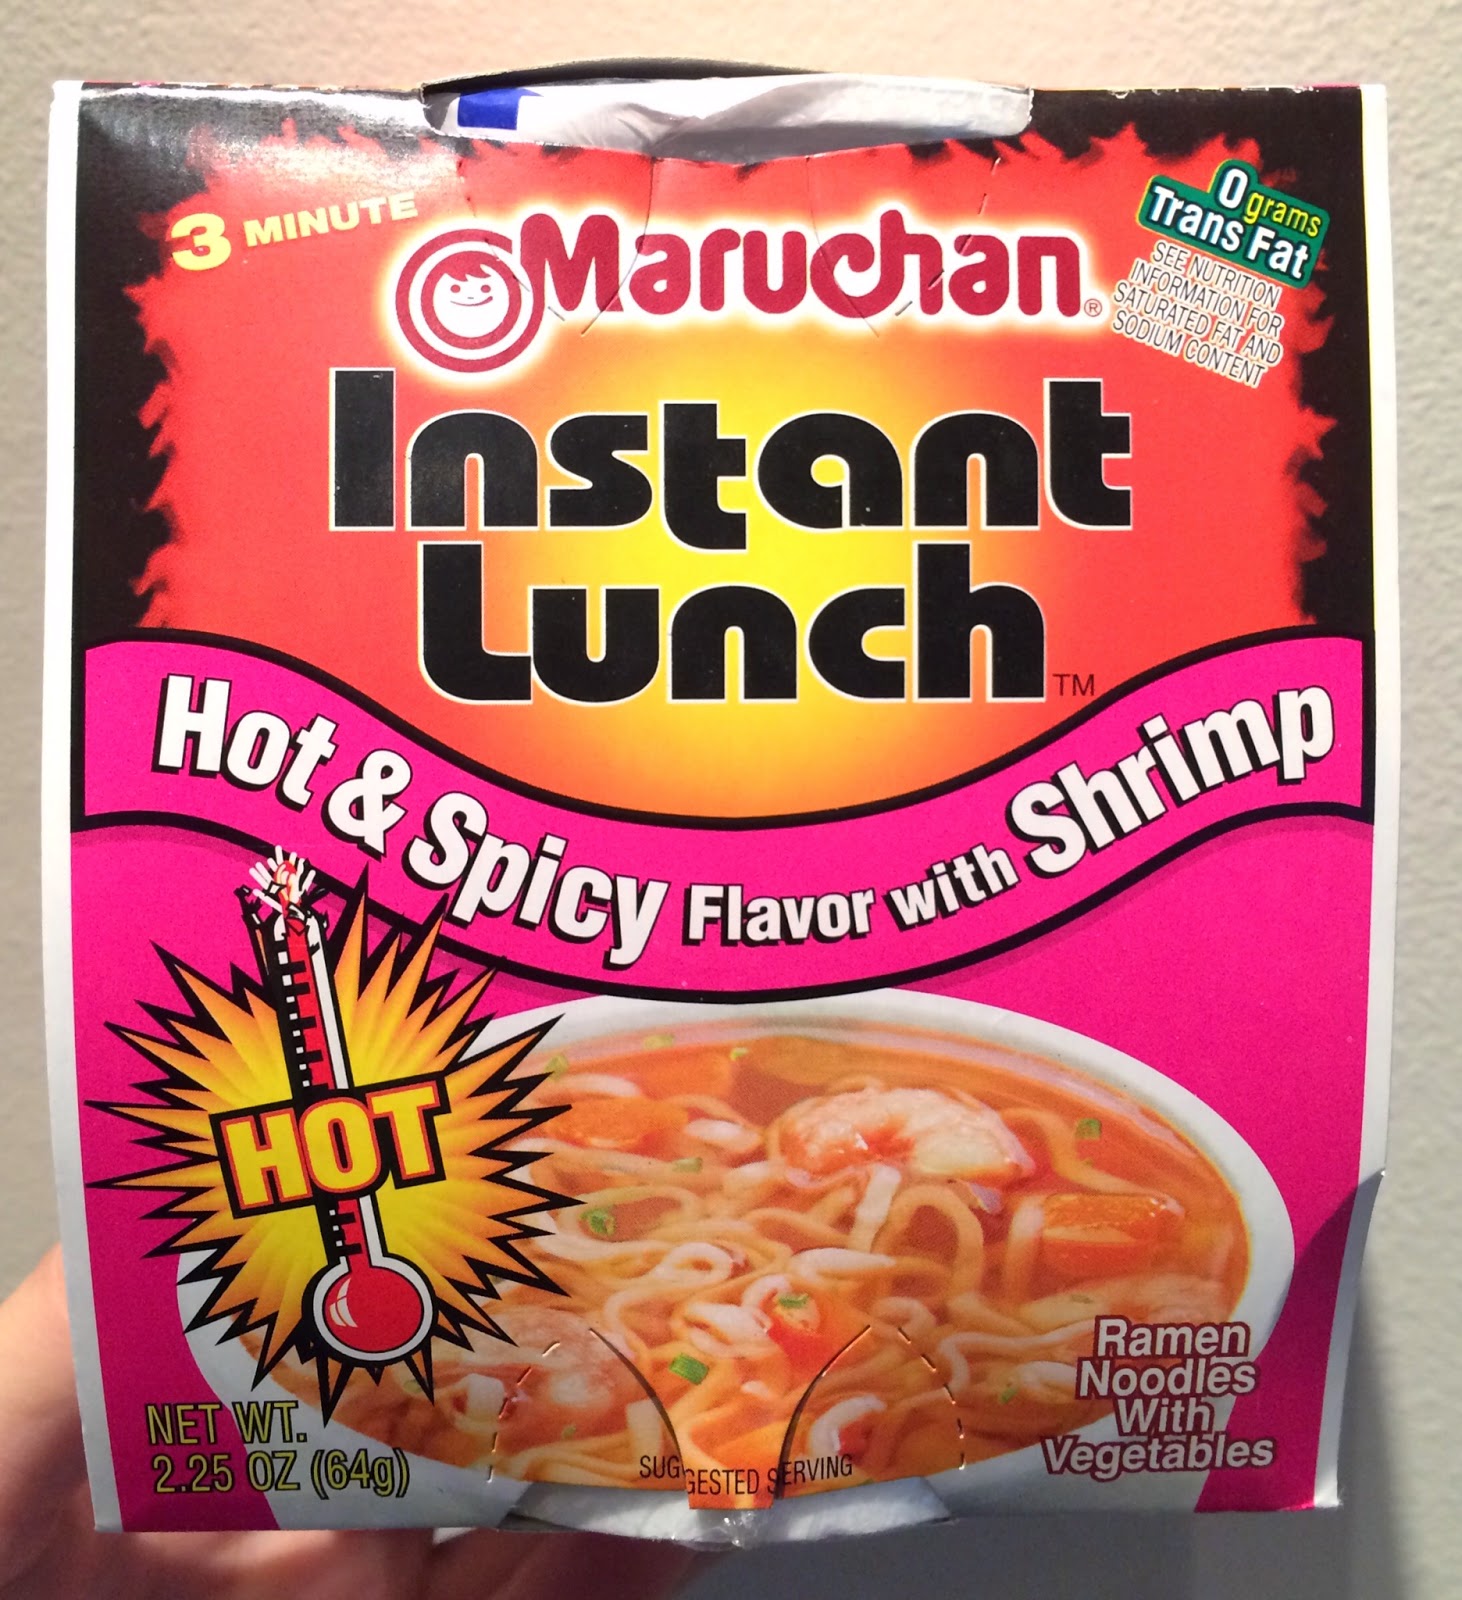 3 MINUTE
Maruchan®
0 grams
Trans Fat
SEE NUTRITION
INFORMATION FOR
SATURATED FAT AND
SODIUM CONTENT
Instant
Lunch™
Hot & Spicy Flavor with Shrimp
HOT
Ramen
Noodles
With
Vegetables
NET WT.
2.25 OZ (64g)
SUGGESTED SERVING